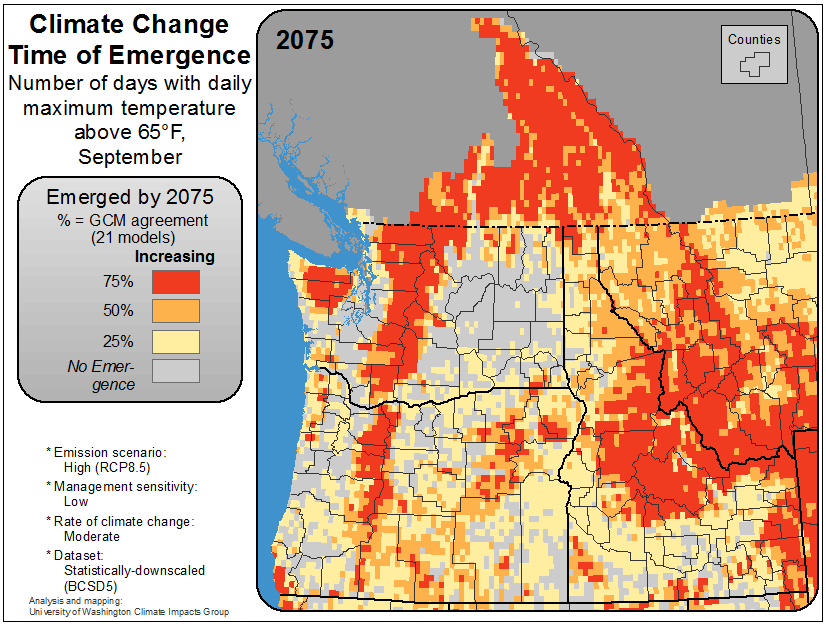 Climate Change
Time of Emergence
Number of days with daily
maximum temperature
above 65°F,
September
2075
Counties
Emerged by 2075
% = GCM agreement
(21 models)
Increasing
75%
50%
25%
No Emer-
gence
* Emission scenario:
High (RCP8.5)
* Management sensitivity:
Low
* Rate of climate change:
Moderate
* Dataset:
Statistically-downscaled
(BCSD5)
Analysis and mapping:
University of Washington Climate Impacts Group